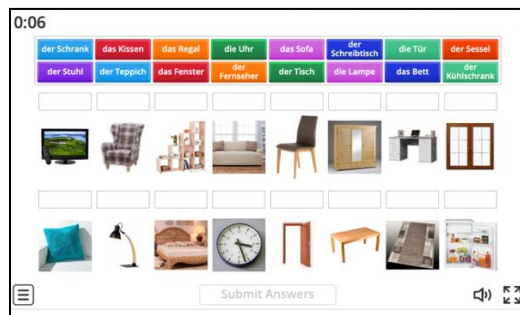 0:06
der Schrank das Kissen das Regal die Uhr das Sofa der Schreibtisch die Tür der Sessel
der Stuhl der Teppich das Fenster der Fernseher der Tisch die Lampe das Bett der Kühlschrank
Submit Answers